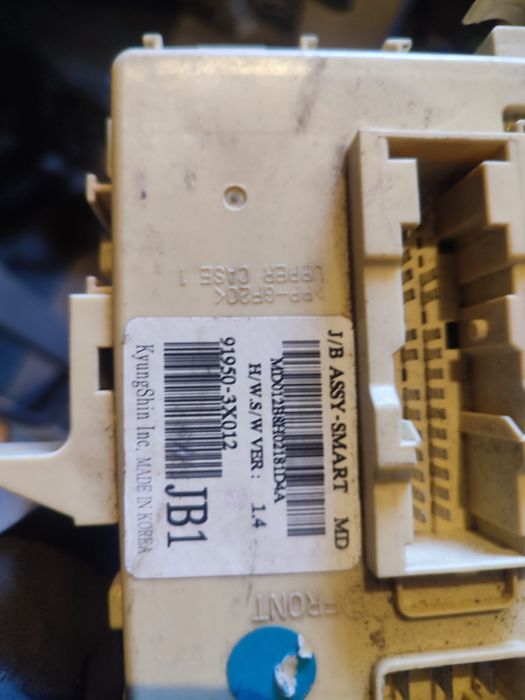 >PP-GF20<
UPPER CASE 1
J/B ASSY-SMART MD
H/W.S/W VER : 1.4
91950-3X012
JB1
KyungShin Inc. MADE IN KOREA
FRONT